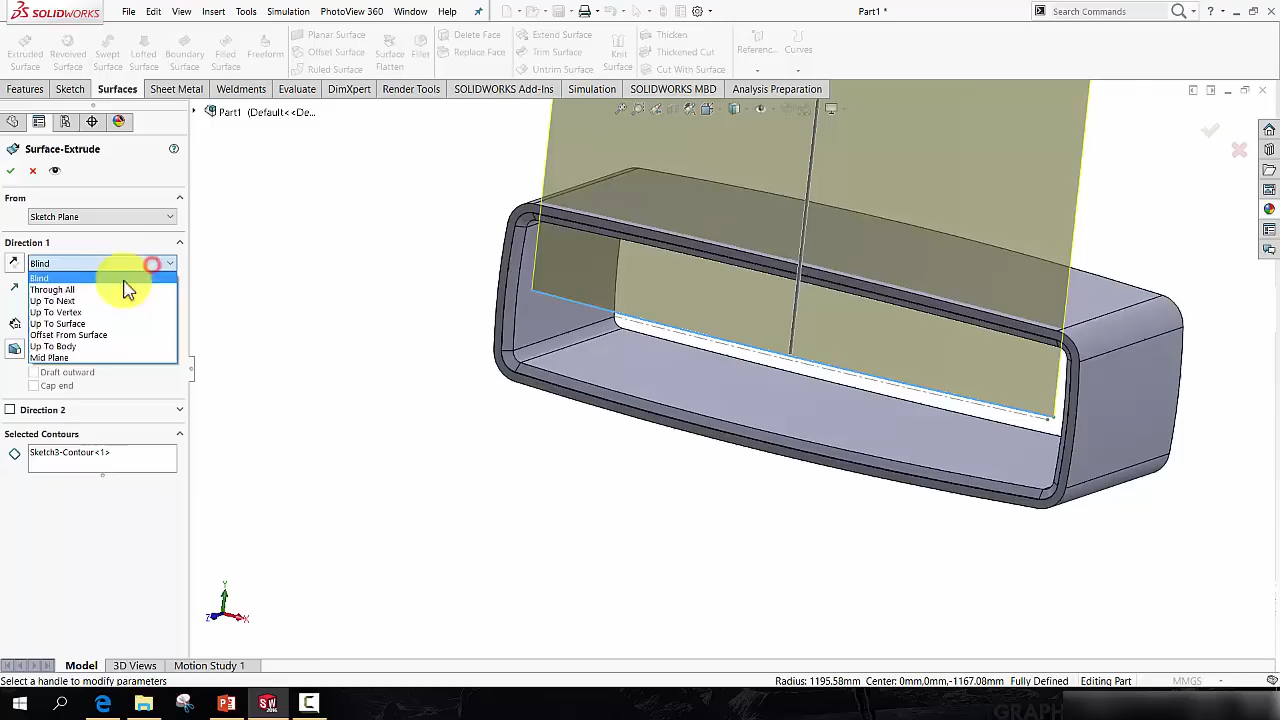 SOLIDWORKS File Edit View Insert Tools Simulation PhotoView 360 Window Help Part1 * Search Commands ?
Extruded Surface Revolved Surface Swept Surface Lofted Surface Boundary Surface Filled Surface Freeform
Planar Surface
Offset Surface
Ruled Surface
Surface Flatten Fillet
Delete Face
Replace Face
Extend Surface
Trim Surface
Untrim Surface
Knit Surface
Thicken
Thickened Cut
Cut With Surface
Referenc... Curves
Features Sketch Surfaces Sheet Metal Weldments Evaluate DimXpert Render Tools SOLIDWORKS Add-Ins Simulation SOLIDWORKS MBD Analysis Preparation
Part1 (Default<<De...
Surface-Extrude
From
Sketch Plane
Direction 1
Blind
Blind
Through All
Up To Next
Up To Vertex
Up To Surface
Offset From Surface
Up To Body
Mid Plane
Draft outward
Cap end
Direction 2
Selected Contours
Sketch3-Contour<1>
Y
Z X
Model 3D Views Motion Study 1
Select a handle to modify parameters Radius: 1195.58mm Center: 0mm,0mm,-1167.08mm Fully Defined Editing Part MMGS
SW
2016
GRAPH